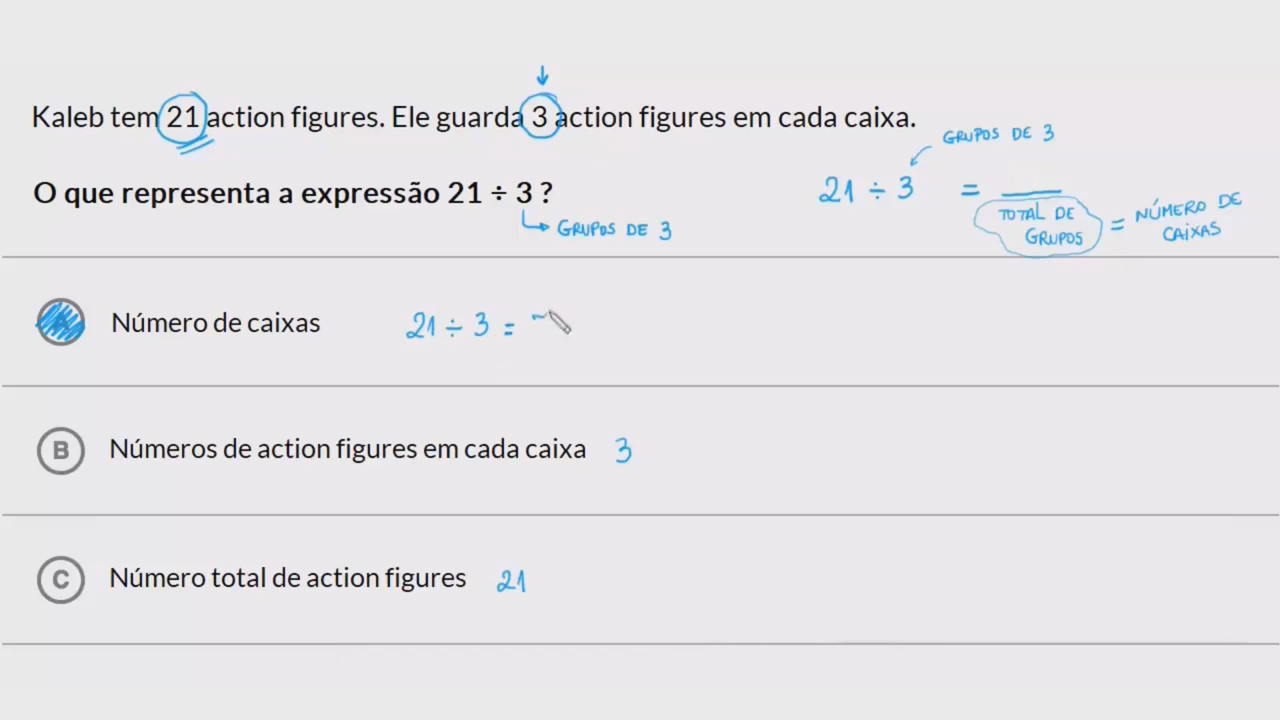 Kaleb tem 21 action figures. Ele guarda 3 action figures em cada caixa.
GRUPOS DE 3
O que representa a expressão 21 ÷ 3 ?
21 ÷ 3 =
GRUPOS DE 3
TOTAL DE
GRUPOS
= NÚMERO DE
CAIXAS
A Número de caixas 21 ÷ 3 =
B Números de action figures em cada caixa 3
C Número total de action figures 21